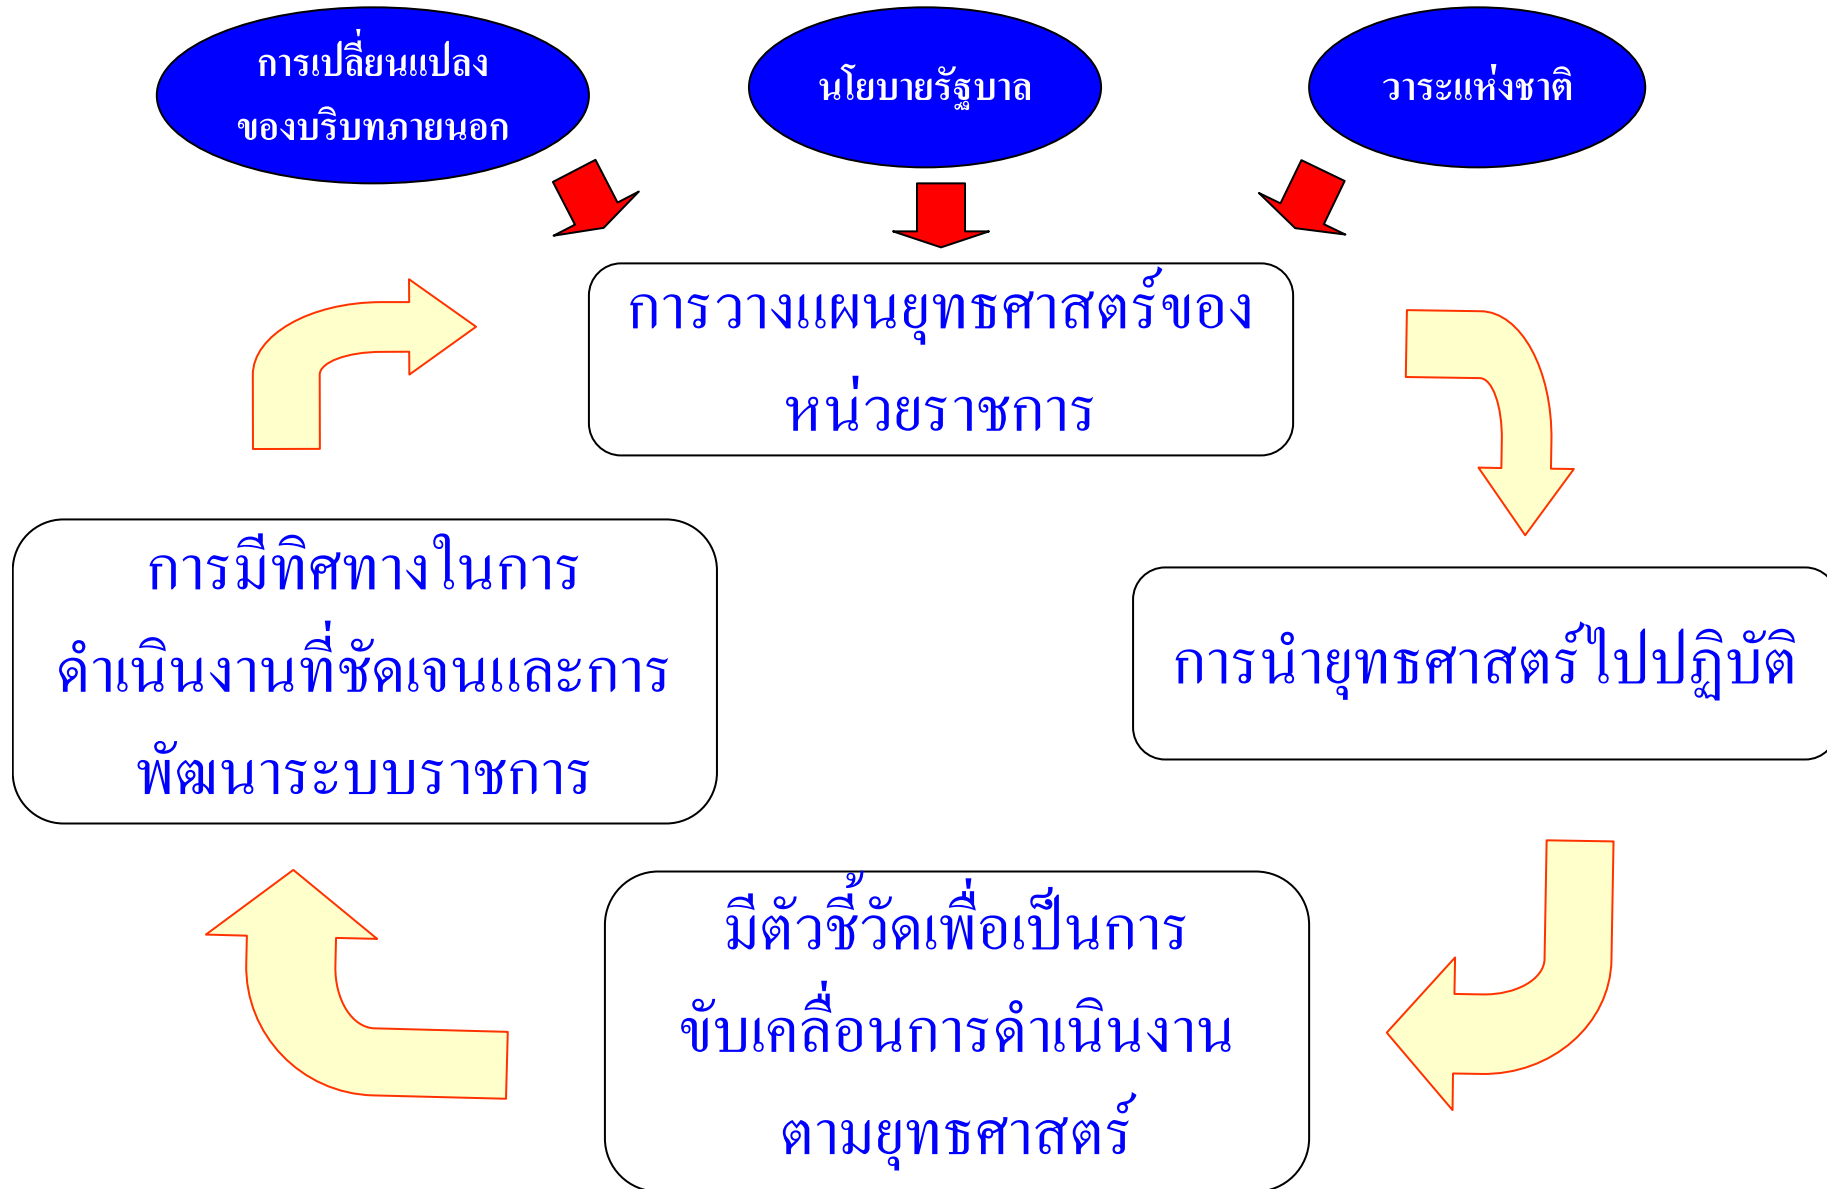 การเปลี่ยนแปลง
ของบริบทภายนอก
นโยบายรัฐบาล
วาระแห่งชาติ
การวางแผนยุทธศาสตร์ของ
หน่วยราชการ
การมีทิศทางในการ
ดำเนินงานที่ชัดเจนและการ
พัฒนาระบบราชการ
การนำยุทธศาสตร์ไปปฏิบัติ
มีตัวชี้วัดเพื่อเป็นการ
ขับเคลื่อนการดำเนินงาน
ตามยุทธศาสตร์